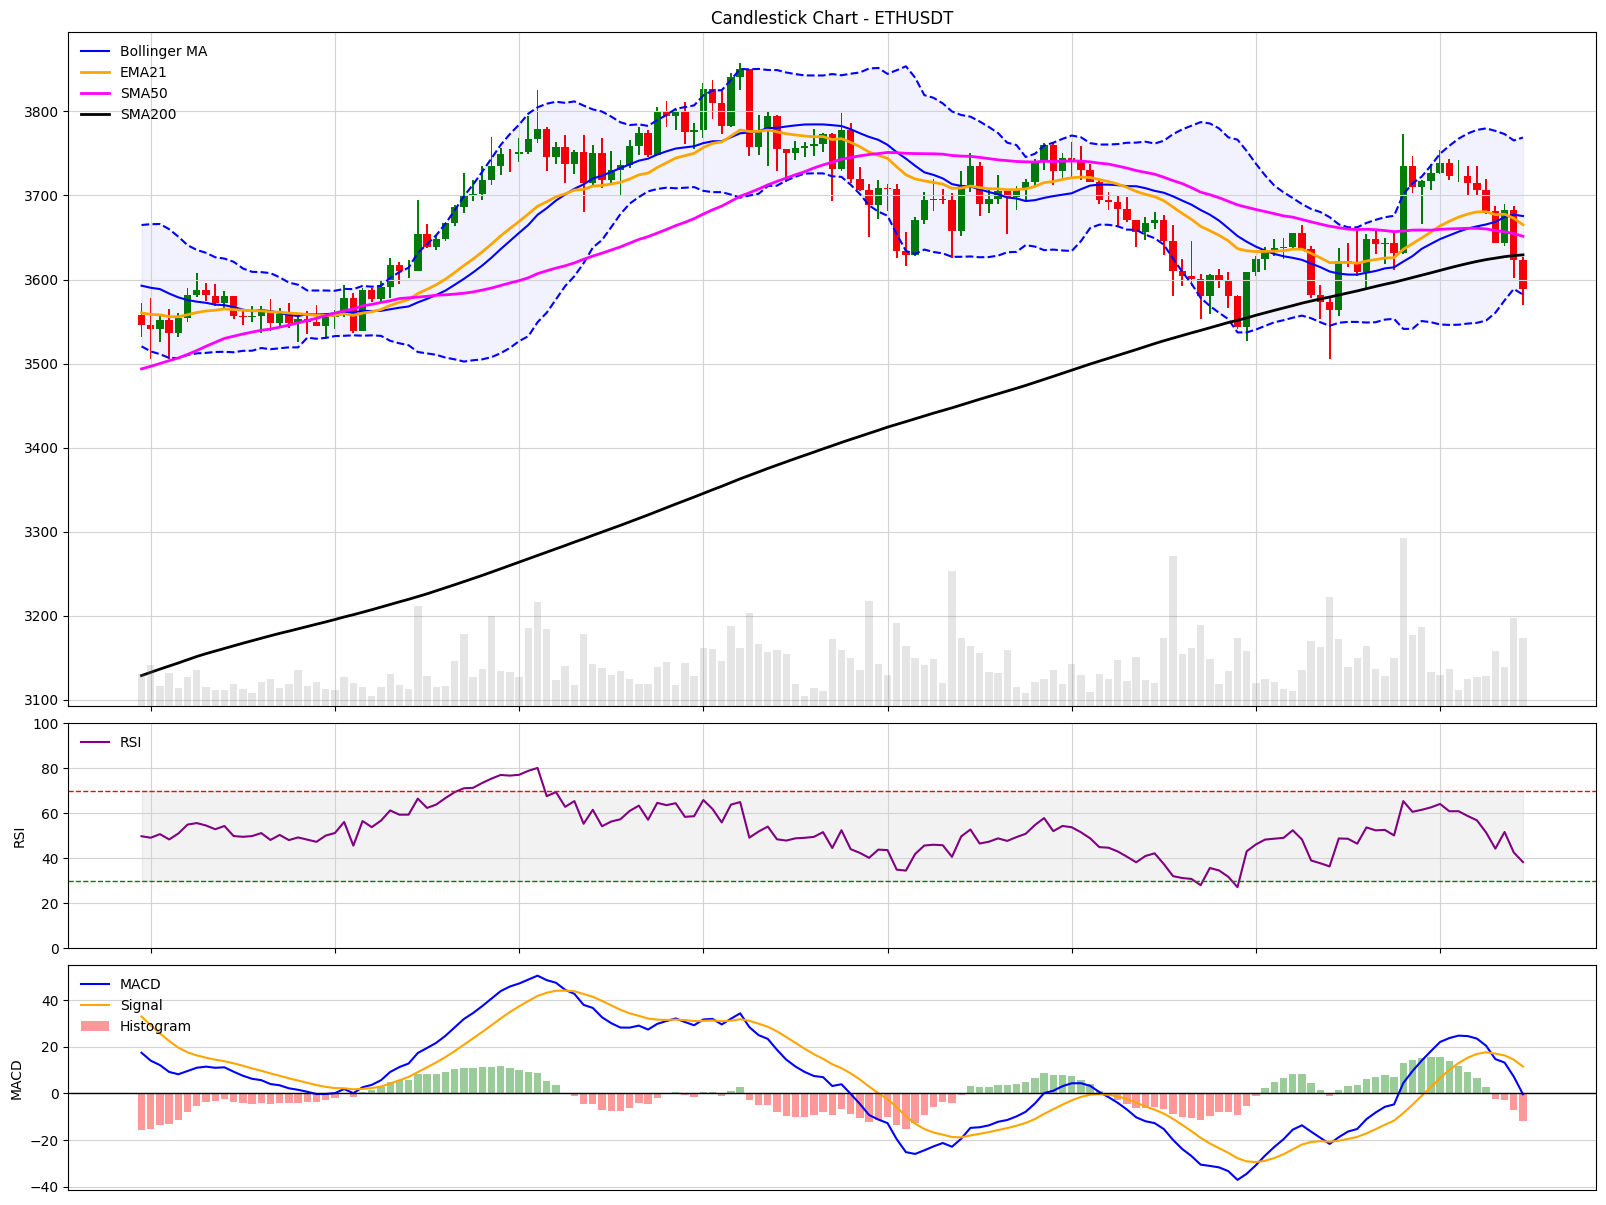 Candlestick Chart - ETHUSDT
Bollinger MA
EMA21
SMA50
SMA200
3800
3700
3600
3500
3400
3300
3200
3100
100
80
60
40
20
0
RSI
RSI
40
20
0
−20
−40
MACD
MACD
Signal
Histogram